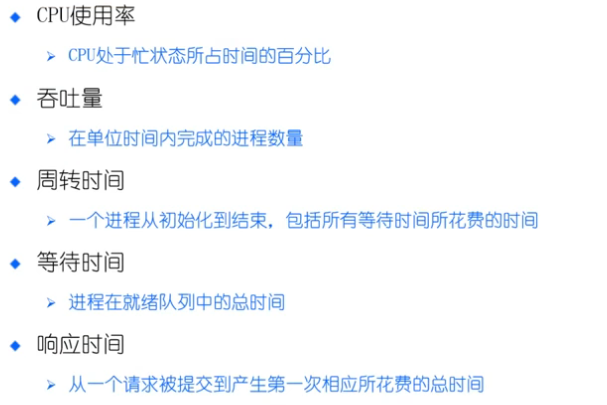 CPU使用率
CPU处于忙状态所占时间的百分比
吞吐量
在单位时间内完成的进程数量
周转时间
一个进程从初始化到结束，包括所有等待时间所花费的时间
等待时间
进程在就绪队列中的总时间
响应时间
从一个请求被提交到产生第一次相应所花费的总时间